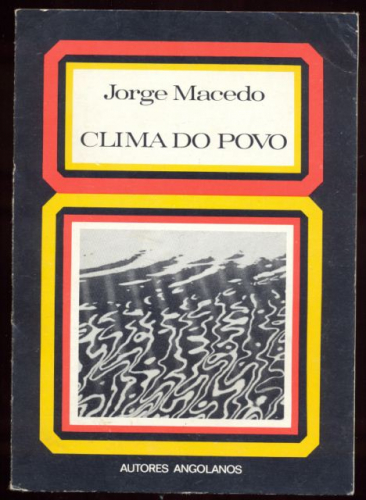 Jorge Macedo
CLIMA DO POVO
AUTORES ANGOLANOS